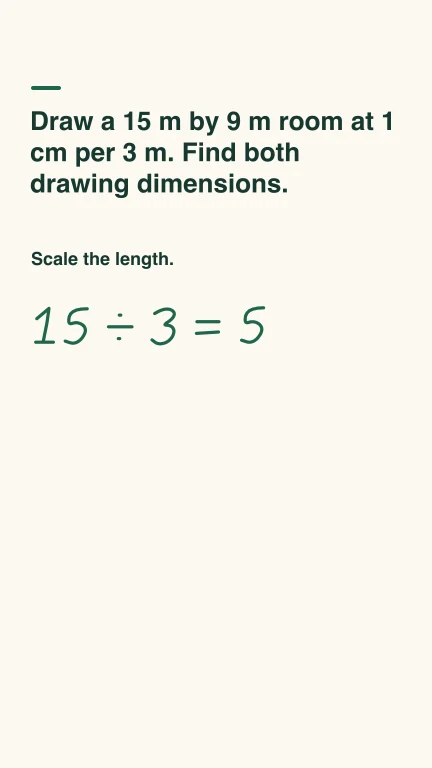 Draw a 15 m by 9 m room at 1
cm per 3 m. Find both
drawing dimensions.
Scale the length.
15 ÷ 3 = 5